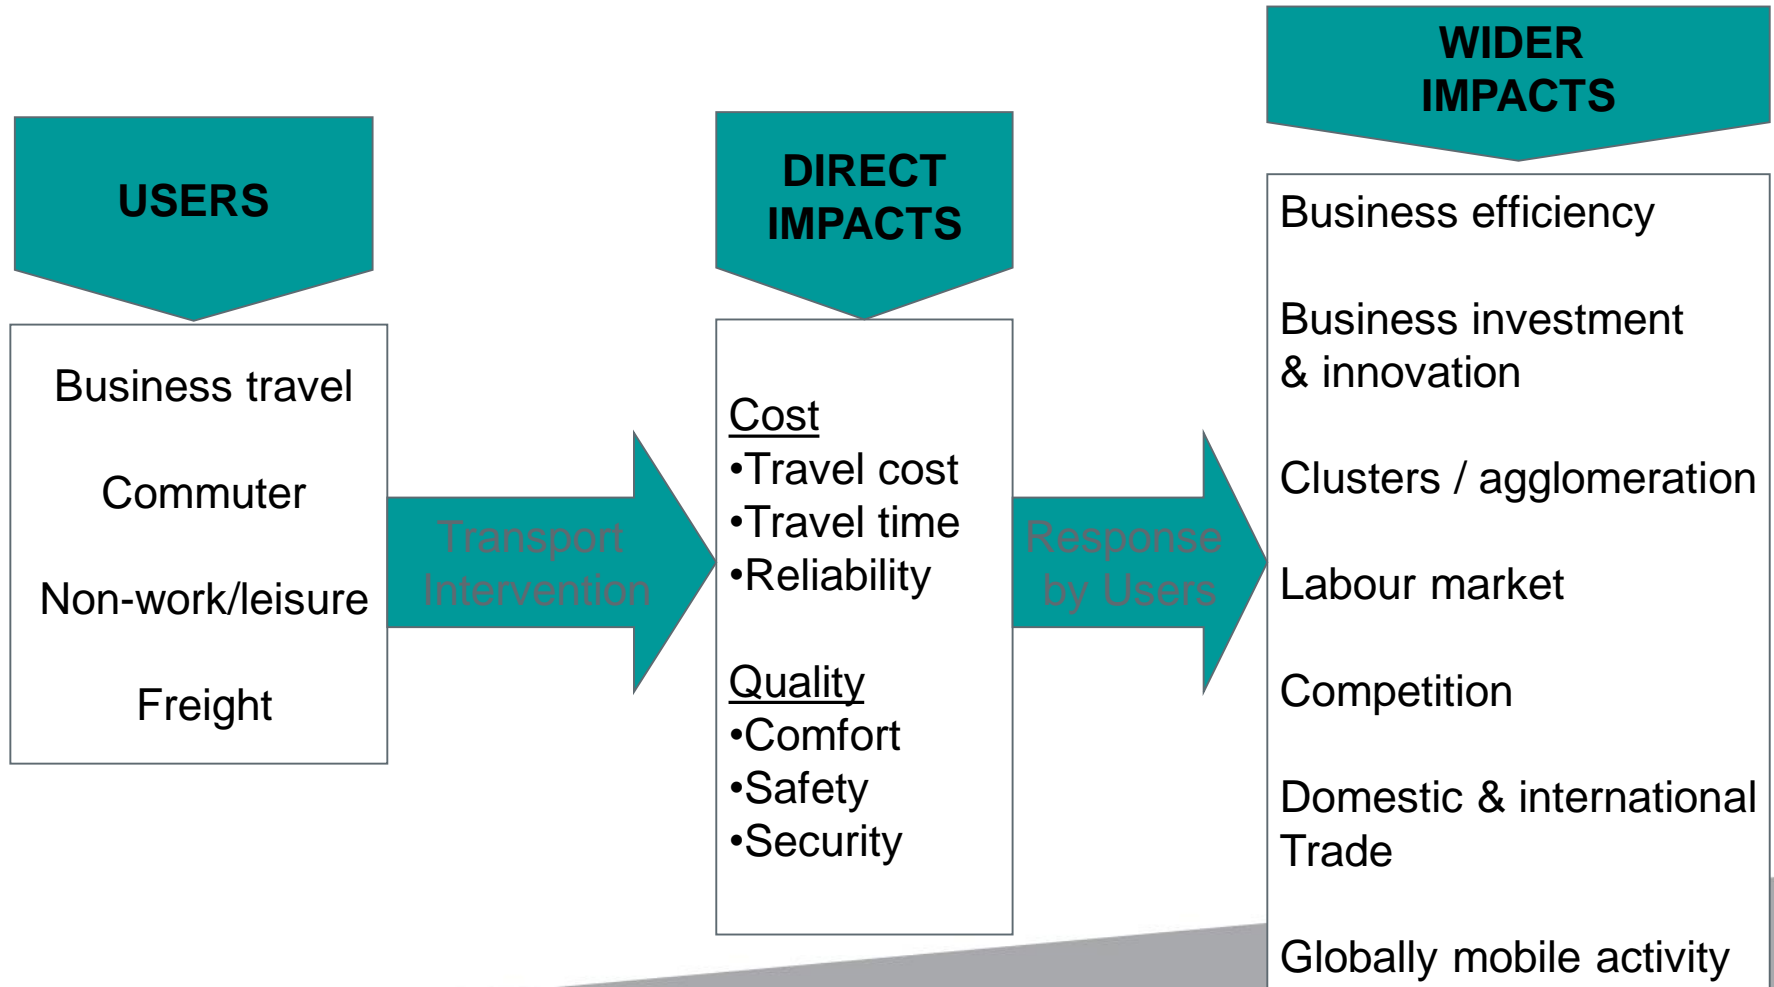 USERS
Business travel
Commuter
Non-work/leisure
Freight
Transport
Intervention
DIRECT
IMPACTS
Cost
•Travel cost
•Travel time
•Reliability
Quality
•Comfort
•Safety
•Security
Response
by Users
WIDER
IMPACTS
Business efficiency
Business investment
& innovation
Clusters / agglomeration
Labour market
Competition
Domestic & international
Trade
Globally mobile activity